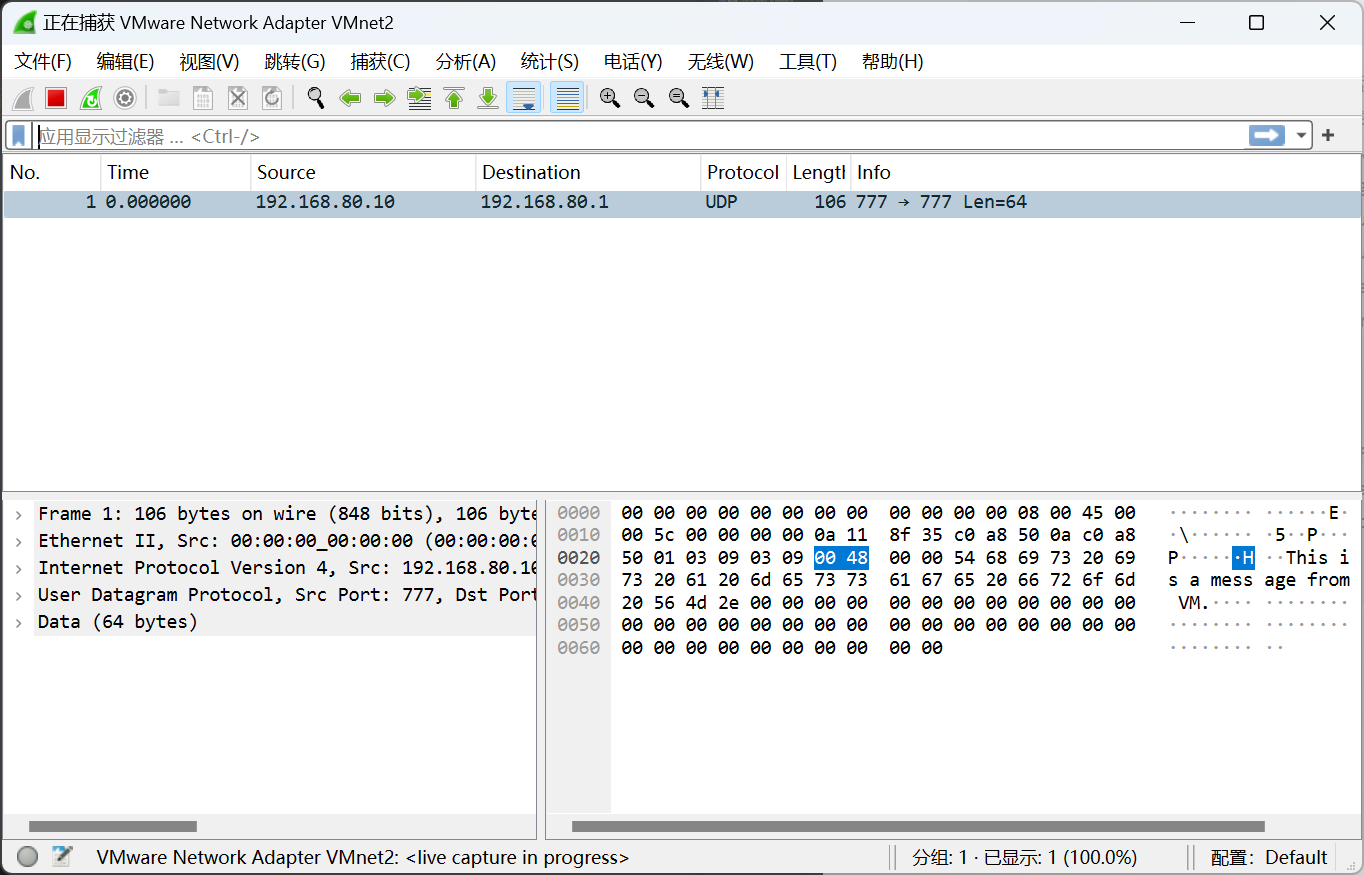 正在捕获 VMware Network Adapter VMnet2
文件(F) 编辑(E) 视图(V) 跳转(G) 捕获(C) 分析(A) 统计(S) 电话(Y) 无线(W) 工具(T) 帮助(H)
应用显示过滤器 … <Ctrl-/>
No. Time Source Destination Protocol Lengtl Info
1 0.000000 192.168.80.10 192.168.80.1 UDP 106 777 → 777 Len=64
Frame 1: 106 bytes on wire (848 bits), 106 byte
Ethernet II, Src: 00:00:00_00:00:00 (00:00:00:0
Internet Protocol Version 4, Src: 192.168.80.10
User Datagram Protocol, Src Port: 777, Dst Port
Data (64 bytes)
0000 00 00 00 00 00 00 00 00 00 00 00 00 08 00 45 00 ········ ······E·
0010 00 5c 00 00 00 00 0a 11 8f 35 c0 a8 50 0a c0 a8 ·\······ ·5··P···
0020 50 01 03 09 03 09 00 48 00 00 54 68 69 73 20 69 P······H ··This i
0030 73 20 61 20 6d 65 73 73 61 67 65 20 66 72 6f 6d s a mess age from
0040 20 56 4d 2e 00 00 00 00 00 00 00 00 00 00 00 00 VM.···· ········
0050 00 00 00 00 00 00 00 00 00 00 00 00 00 00 00 00 ········ ········
0060 00 00 00 00 00 00 00 00 00 00 ········ ··
VMware Network Adapter VMnet2: <live capture in progress> 分组: 1 · 已显示: 1 (100.0%) 配置: Default